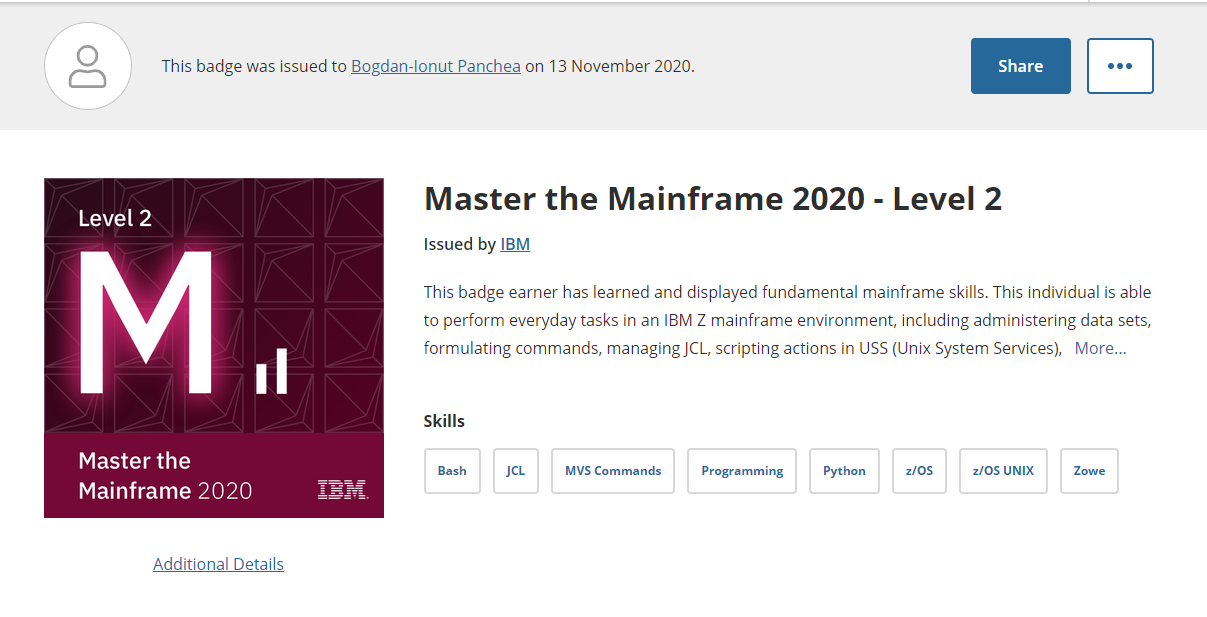 This badge was issued to Bogdan-Ionut Panchea on 13 November 2020.
Share
Level 2
M
Master the
Mainframe 2020
IBM
Additional Details
Master the Mainframe 2020 - Level 2
Issued by IBM
This badge earner has learned and displayed fundamental mainframe skills. This individual is able
to perform everyday tasks in an IBM Z mainframe environment, including administering data sets,
formulating commands, managing JCL, scripting actions in USS (Unix System Services), More...
Skills
Bash JCL MVS Commands Programming Python z/OS z/OS UNIX Zowe